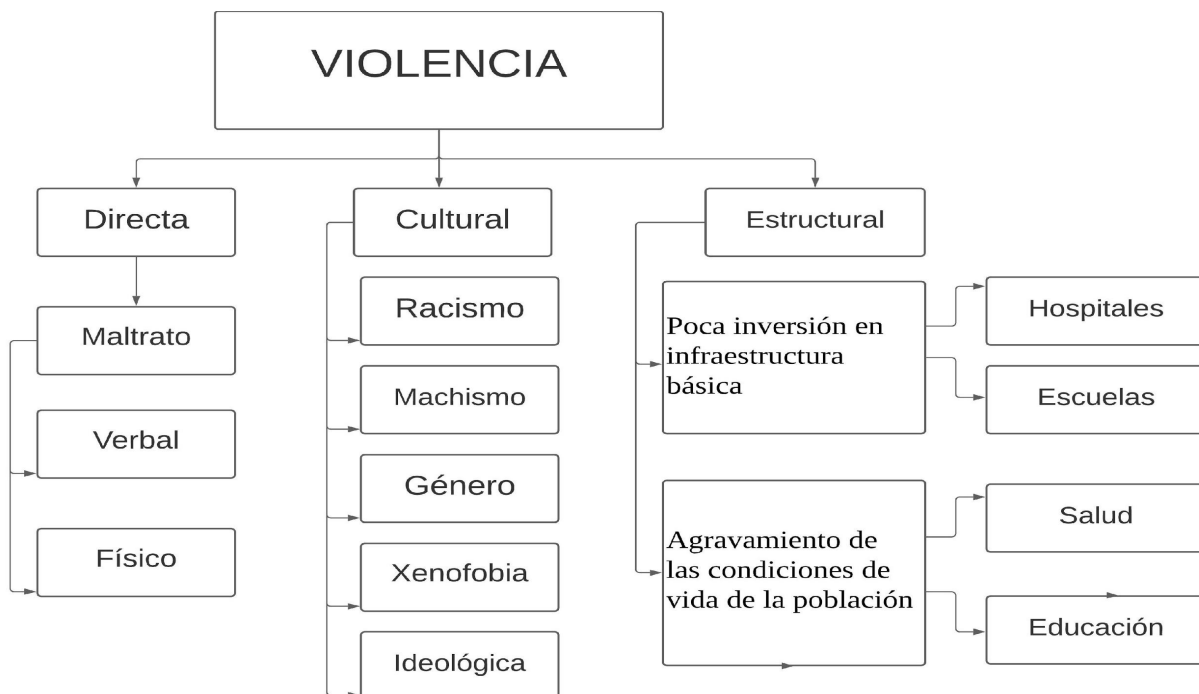 VIOLENCIA
Directa
Maltrato
Verbal
Físico
Cultural
Racismo
Machismo
Género
Xenofobia
Ideológica
Estructural
Poca inversión en
infraestructura
básica
Hospitales
Escuelas
Agravamiento de
las condiciones de
vida de la población
Salud
Educación